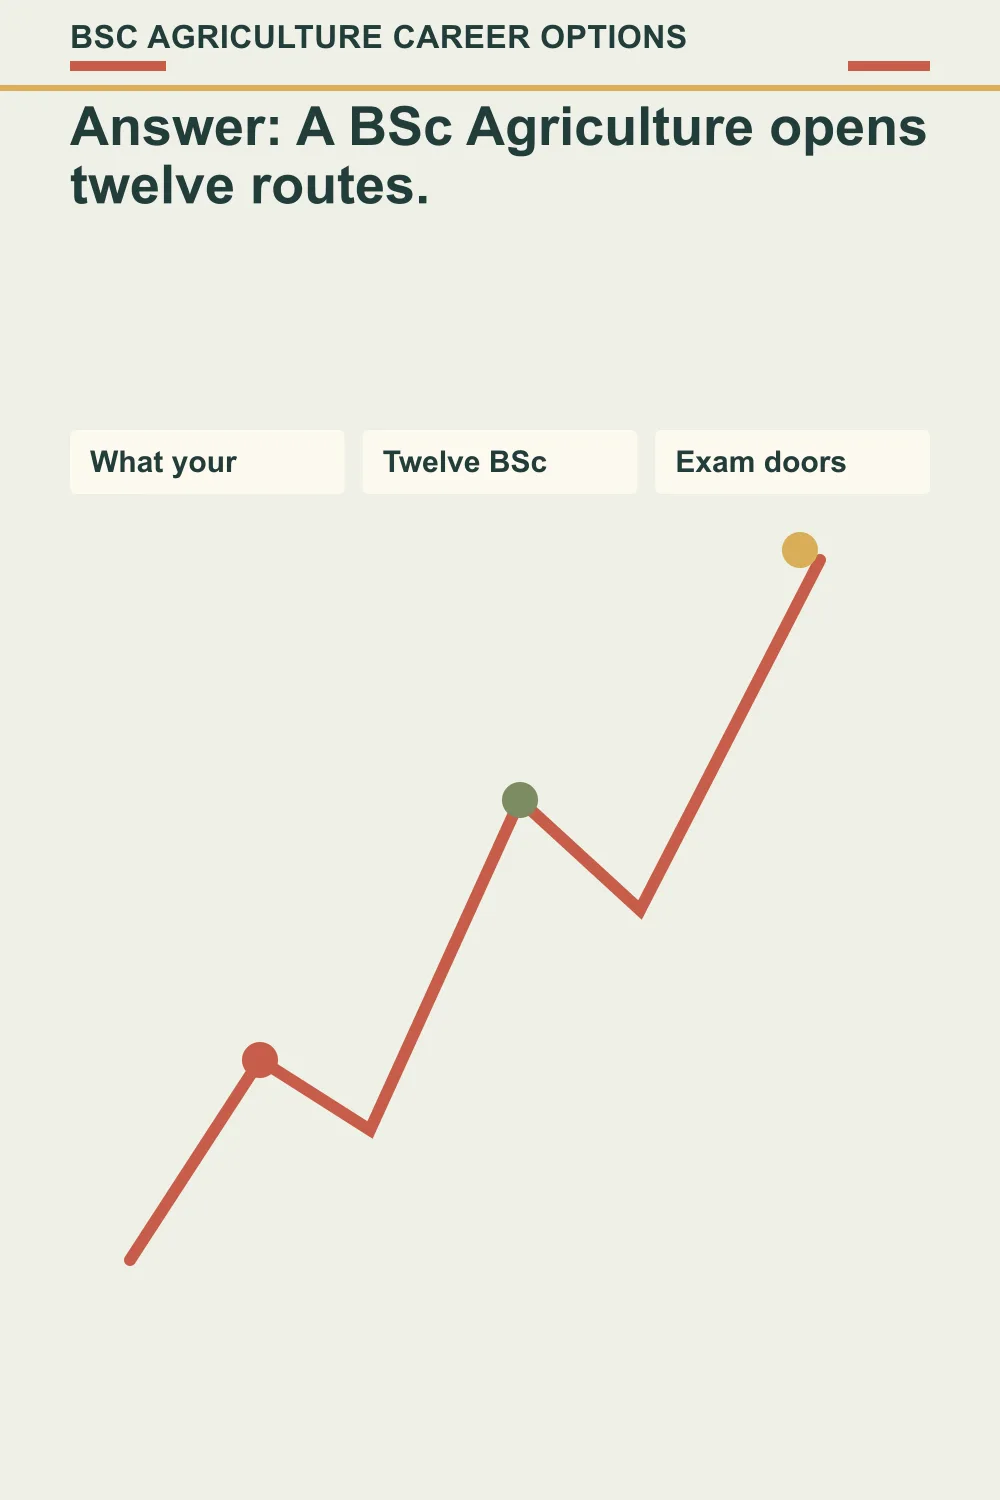 BSC AGRICULTURE CAREER OPTIONS
Answer: A BSc Agriculture opens
twelve routes.
What your
Twelve BSc
Exam doors